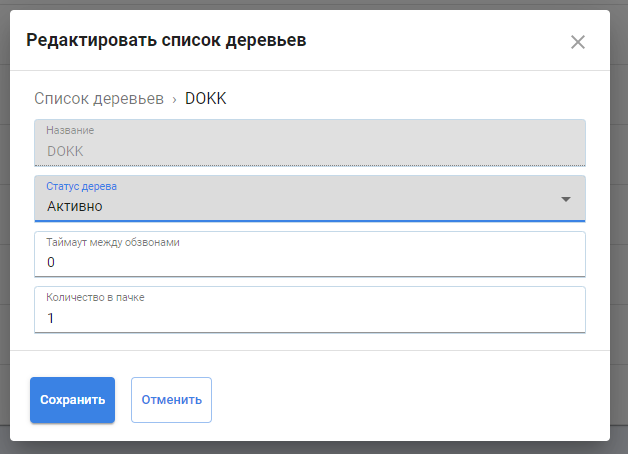 Редактировать список деревьев
Список деревьев › DOKK
Название
DOKK
Статус дерева
Активно
Таймаут между обзвонами
0
Количество в пачке
1
Сохранить Отменить